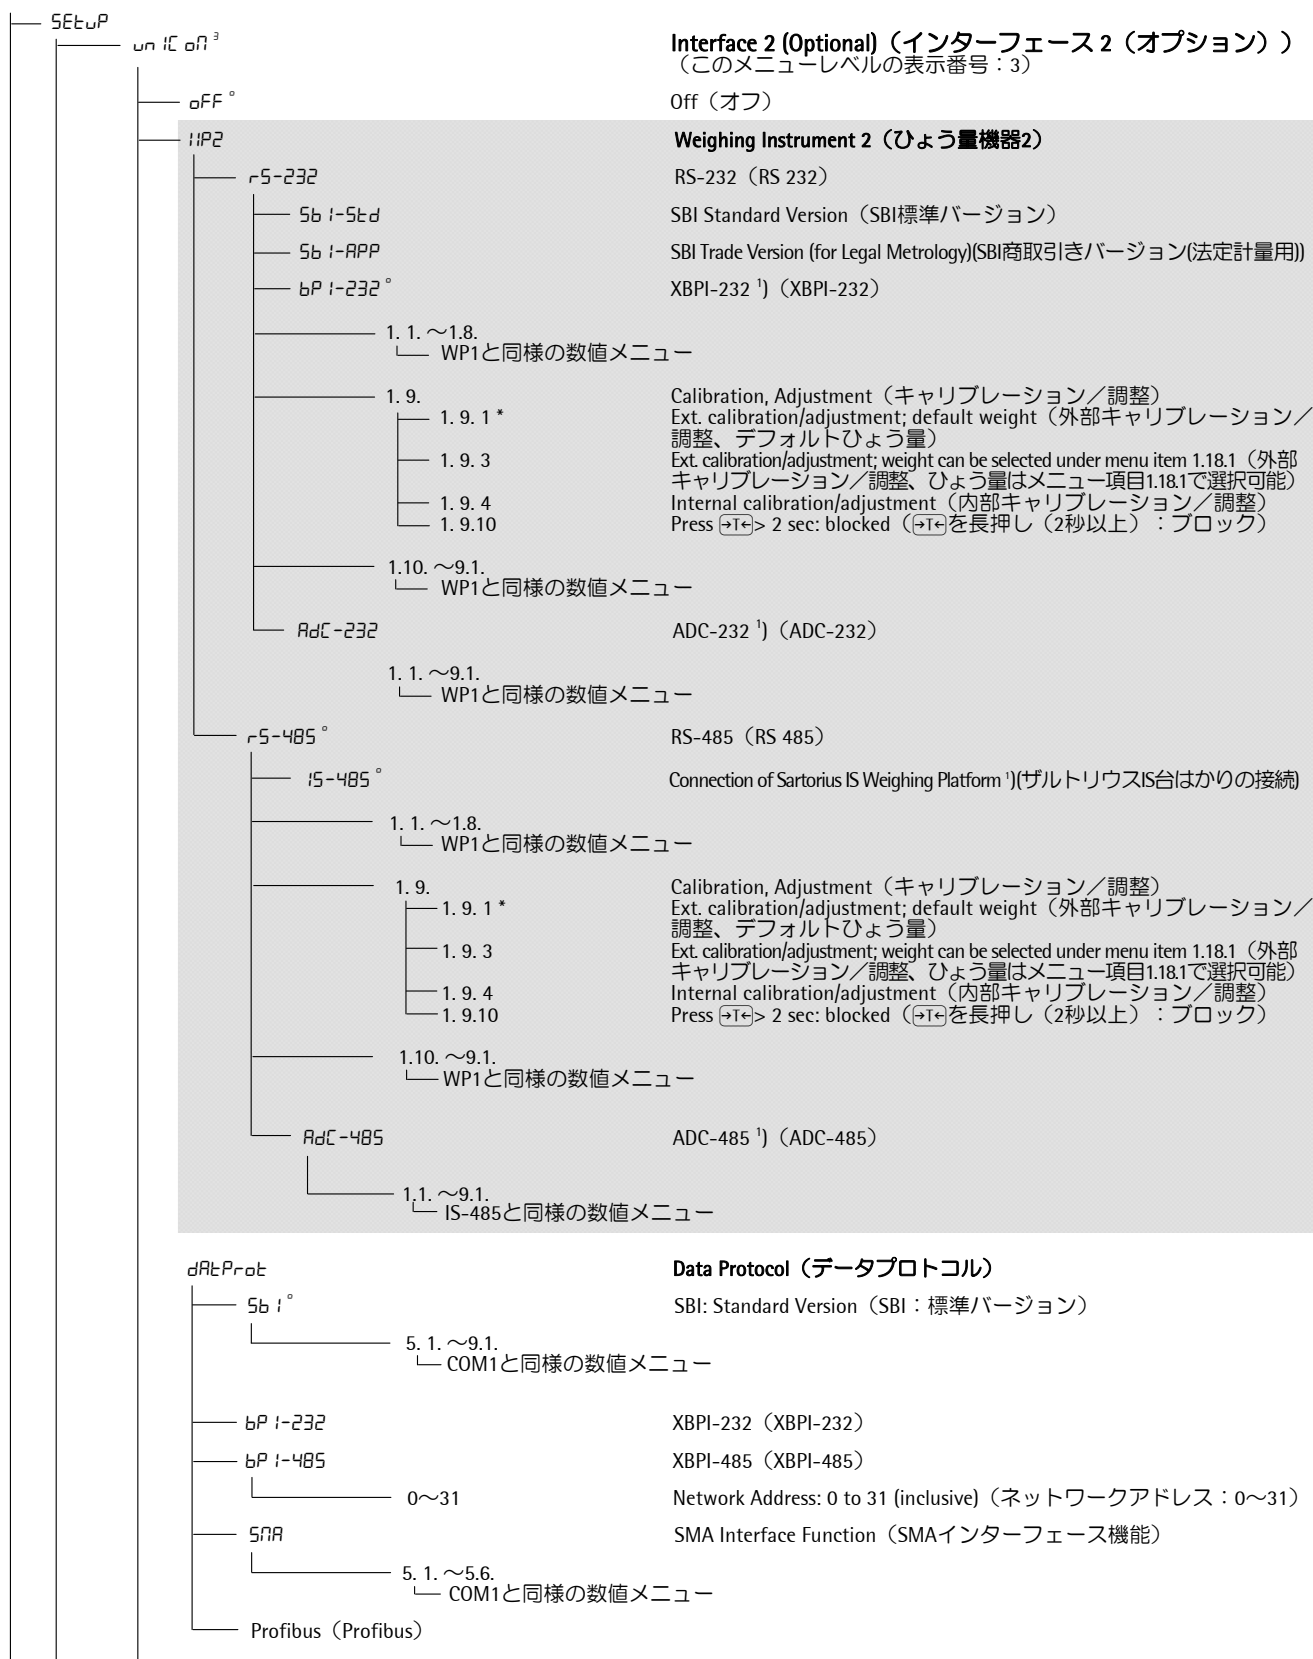 SEtuP
unICoM ³ Interface 2 (Optional)（インターフェース 2（オプション））
（このメニューレベルの表示番号：3）
oFF ° Off（オフ）
WP2 Weighing Instrument 2（ひょう量機器2）
rS-232 RS-232（RS 232）
SbI-Std SBI Standard Version（SBI標準バージョン）
SbI-APP SBI Trade Version (for Legal Metrology)(SBI商取引きバージョン(法定計量用))
bPI-232 ° XBPI-232 ¹)（XBPI-232）
1. 1. ～1.8.
WP1と同様の数値メニュー
1. 9. Calibration, Adjustment（キャリブレーション／調整）
1. 9. 1 * Ext. calibration/adjustment; default weight（外部キャリブレーション／
調整、デフォルトひょう量）
1. 9. 3 Ext. calibration/adjustment; weight can be selected under menu item 1.18.1（外部
キャリブレーション／調整、ひょう量はメニュー項目1.18.1で選択可能）
1. 9. 4 Internal calibration/adjustment（内部キャリブレーション／調整）
1. 9.10 Press →T←> 2 sec: blocked（→T←を長押し（2秒以上）：ブロック）
1.10. ～9.1.
WP1と同様の数値メニュー
AdC-232 ADC-232 ¹)（ADC-232）
1. 1. ～9.1.
WP1と同様の数値メニュー
rS-485 ° RS-485（RS 485）
IS-485 ° Connection of Sartorius IS Weighing Platform ¹)(ザルトリウスIS台はかりの接続)
1. 1. ～1.8.
WP1と同様の数値メニュー
1. 9. Calibration, Adjustment（キャリブレーション／調整）
1. 9. 1 * Ext. calibration/adjustment; default weight（外部キャリブレーション／
調整、デフォルトひょう量）
1. 9. 3 Ext. calibration/adjustment; weight can be selected under menu item 1.18.1（外部
キャリブレーション／調整、ひょう量はメニュー項目1.18.1で選択可能）
1. 9. 4 Internal calibration/adjustment（内部キャリブレーション／調整）
1. 9.10 Press →T←> 2 sec: blocked（→T←を長押し（2秒以上）：ブロック）
1.10. ～9.1.
WP1と同様の数値メニュー
AdC-485 ADC-485 ¹)（ADC-485）
1.1. ～9.1.
IS-485と同様の数値メニュー
dAtProt Data Protocol（データプロトコル）
SbI ° SBI: Standard Version（SBI：標準バージョン）
5. 1. ～9.1.
COM1と同様の数値メニュー
bPI-232 XBPI-232（XBPI-232）
bPI-485 XBPI-485（XBPI-485）
0～31 Network Address: 0 to 31 (inclusive)（ネットワークアドレス：0～31）
SMA SMA Interface Function（SMAインターフェース機能）
5. 1. ～5.6.
COM1と同様の数値メニュー
Profibus（Profibus）